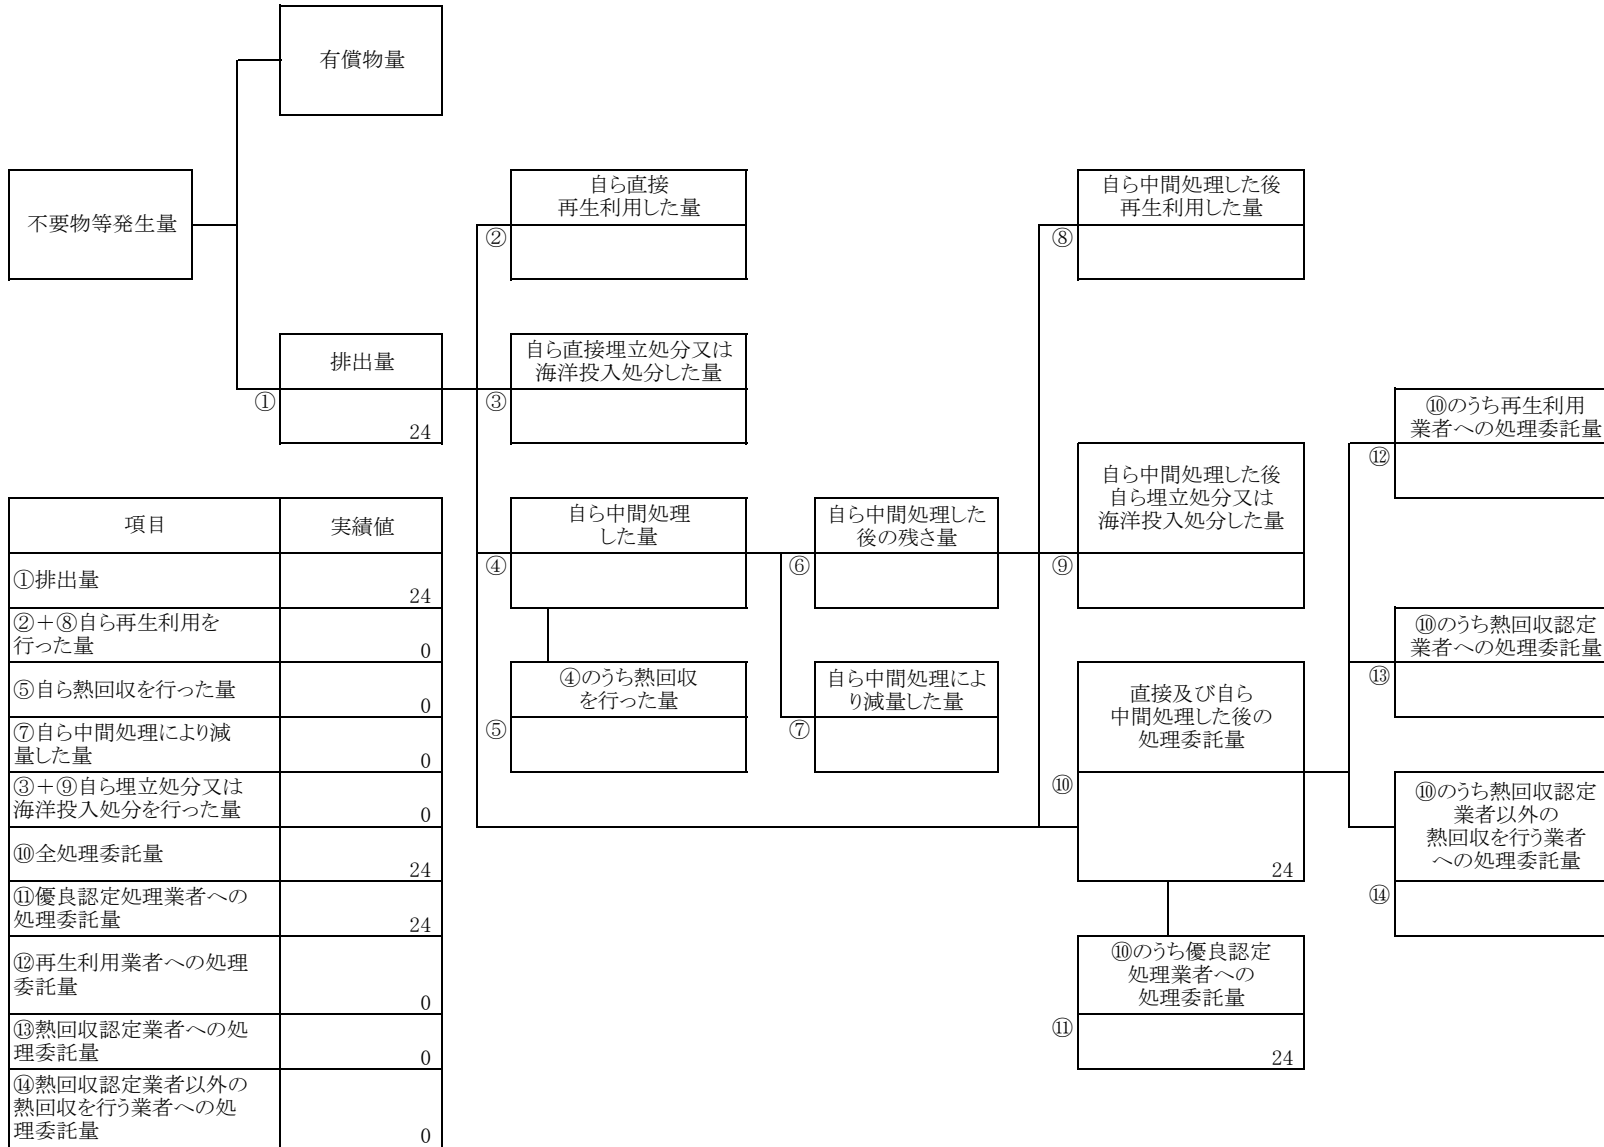 有償物量
不要物等発生量
自ら直接
再生利用した量
②
自ら中間処理した後
再生利用した量
⑧
排出量
①
24
自ら直接埋立処分又は
海洋投入処分した量
③
⑩のうち再生利用
業者への処理委託量
⑫
自ら中間処理した後
自ら埋立処分又は
海洋投入処分した量
⑨
自ら中間処理
した量
④
自ら中間処理した
後の残さ量
⑥
④のうち熱回収
を行った量
⑤
自ら中間処理によ
り減量した量
⑦
⑩のうち熱回収認定
業者への処理委託量
⑬
直接及び自ら
中間処理した後の
処理委託量
⑩
24
⑩のうち熱回収認定
業者以外の
熱回収を行う業者
への処理委託量
⑭
⑩のうち優良認定
処理業者への
処理委託量
⑪
24
項目 実績値
①排出量
24
②+⑧自ら再生利用を
行った量
0
⑤自ら熱回収を行った量
0
⑦自ら中間処理により減
量した量
0
③+⑨自ら埋立処分又は
海洋投入処分を行った量
0
⑩全処理委託量
24
⑪優良認定処理業者への
処理委託量
24
⑫再生利用業者への処理
委託量
0
⑬熱回収認定業者への処
理委託量
0
⑭熱回収認定業者以外の
熱回収を行う業者への処
理委託量
0